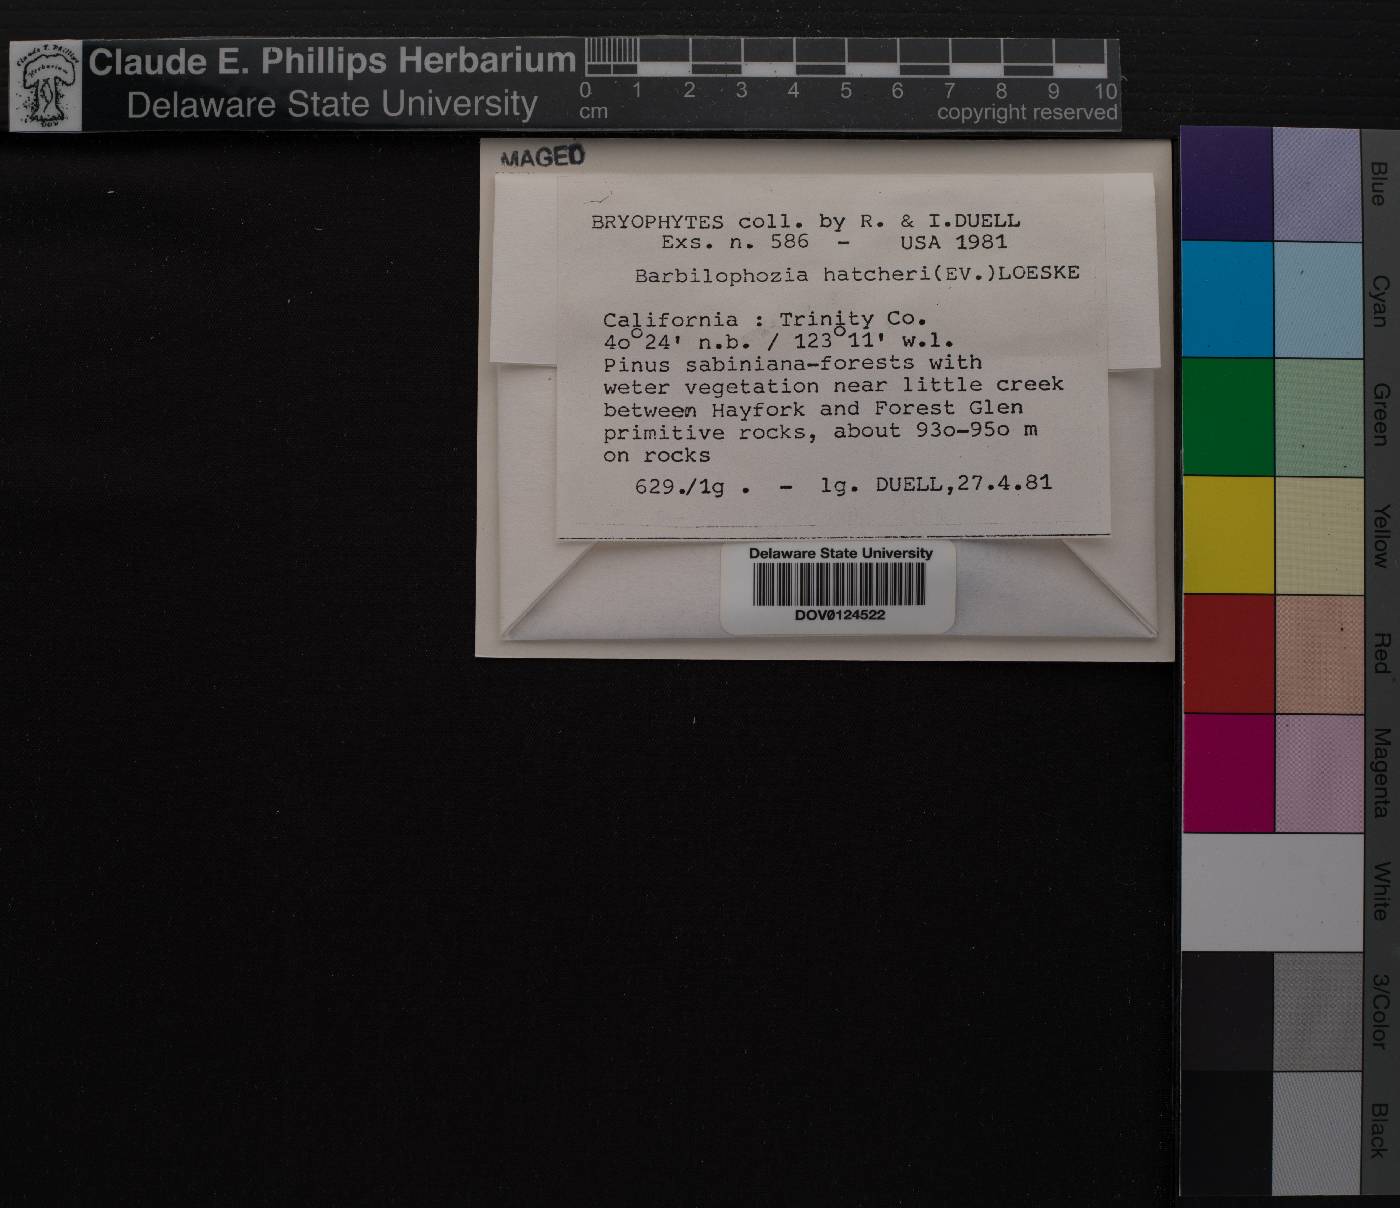 Claude E. Phillips Herbarium
Delaware State University
0 1 2 3 4 5 6 7 8 9 10
cm
copyright reserved
MAGED
BRYOPHYTES coll. by R. & I.DUELL
Exs. n. 586 - USA 1981
Barbilophozia hatcheri(EV.)LOESKE
California : Trinity Co.
4o°24' n.b. / 123°11' w.l.
Pinus sabiniana-forests with
weter vegetation near little creek
between Hayfork and Forest Glen
primitive rocks, about 93o-95o m
on rocks
629./1g . - lg. DUELL,27.4.81
Delaware State University
DOV0124522
Blue
Cyan
Green
Yellow
Red
Magenta
White
3/Color
Black